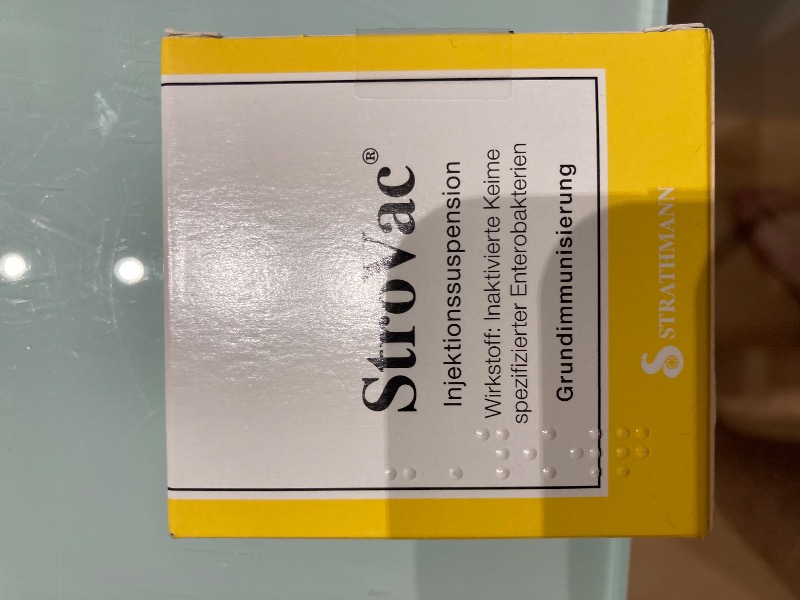 StroVac®
Injektionssuspension
Wirkstoff: Inaktivierte Keime
spezifizierter Enterobakterien
Grundimmunisierung
STRATHMANN